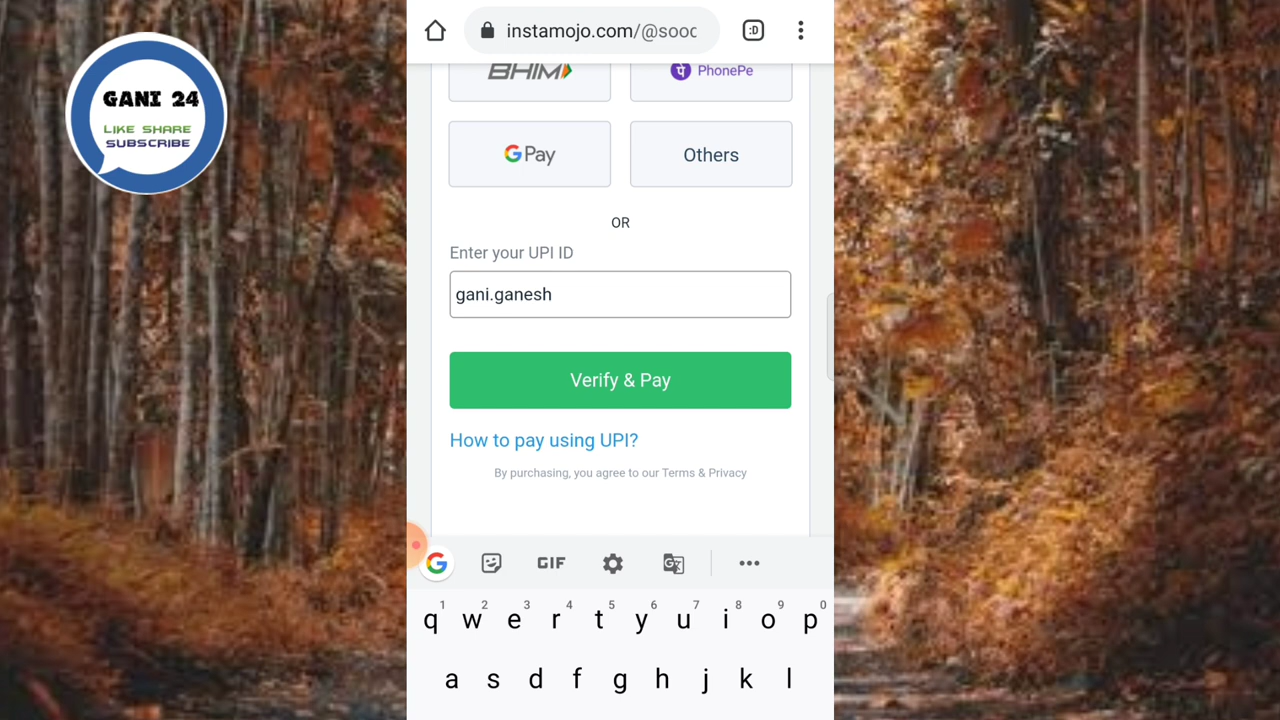 GANI 24
LIKE SHARE
SUBSCRIBE
instamojo.com/@sooc
:D
BHIM
PhonePe
G Pay
Others
OR
Enter your UPI ID
gani.ganesh
Verify & Pay
How to pay using UPI?
By purchasing, you agree to our Terms & Privacy
G GIF G
1 2 3 4 5 6 7 8 9 0
q w e r t y u i o p
a s d f g h j k l